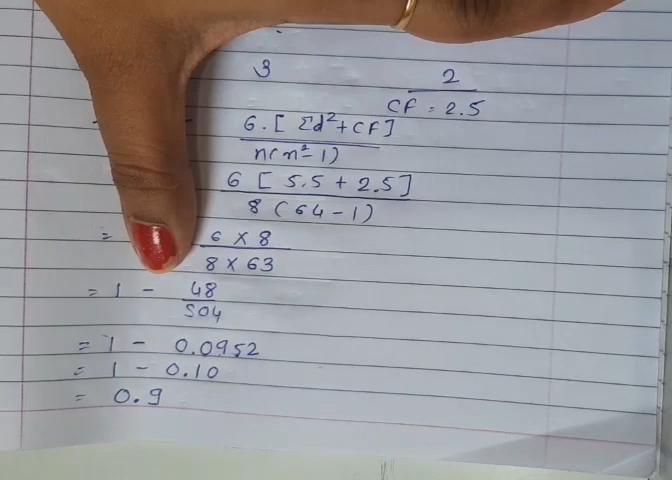 3 2
CF = 2.5
6.[ Σd²+CF]
n(n²-1)
6 [ 5.5 + 2.5]
8 ( 64 - 1)
= 6 × 8
8 × 63
= 1 - 48
504
= 1 - 0.0952
= 1 - 0.10
= 0.9